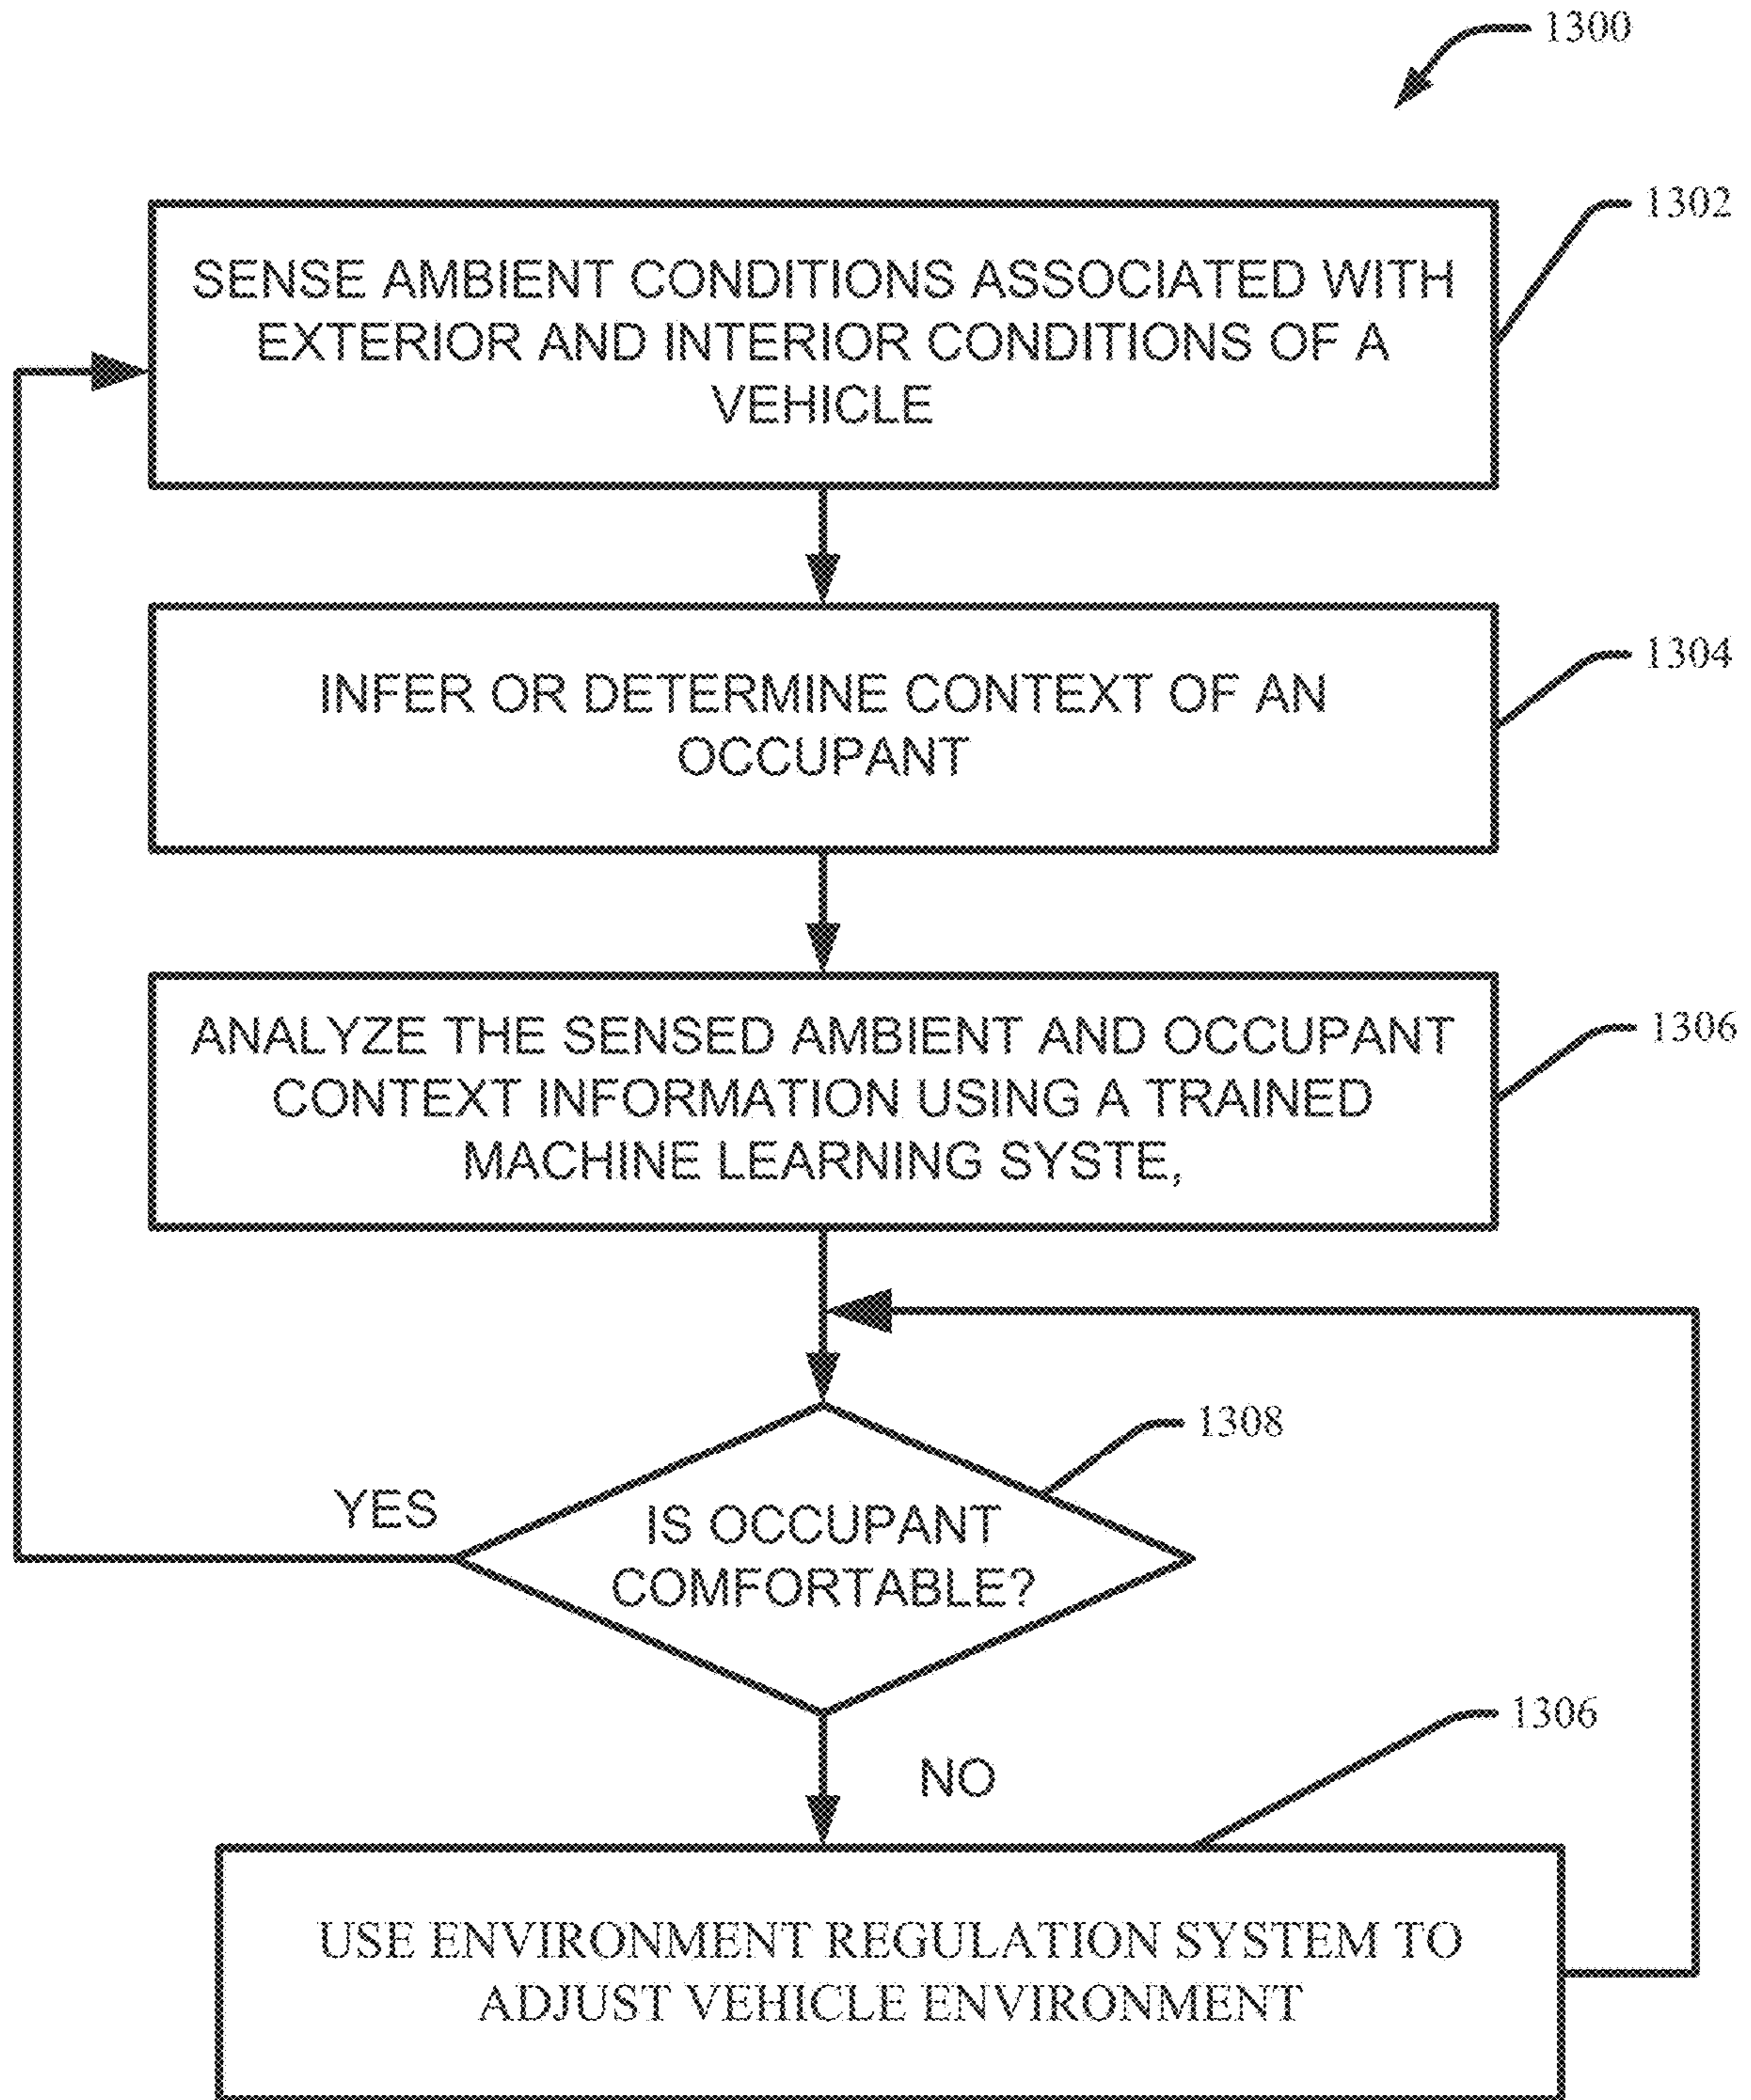 1300
1302
SENSE AMBIENT CONDITIONS ASSOCIATED WITH
EXTERIOR AND INTERIOR CONDITIONS OF A
VEHICLE
1304
INFER OR DETERMINE CONTEXT OF AN
OCCUPANT
1306
ANALYZE THE SENSED AMBIENT AND OCCUPANT
CONTEXT INFORMATION USING A TRAINED
MACHINE LEARNING SYSTE,
1308
YES
IS OCCUPANT
COMFORTABLE?
NO
1306
USE ENVIRONMENT REGULATION SYSTEM TO
ADJUST VEHICLE ENVIRONMENT